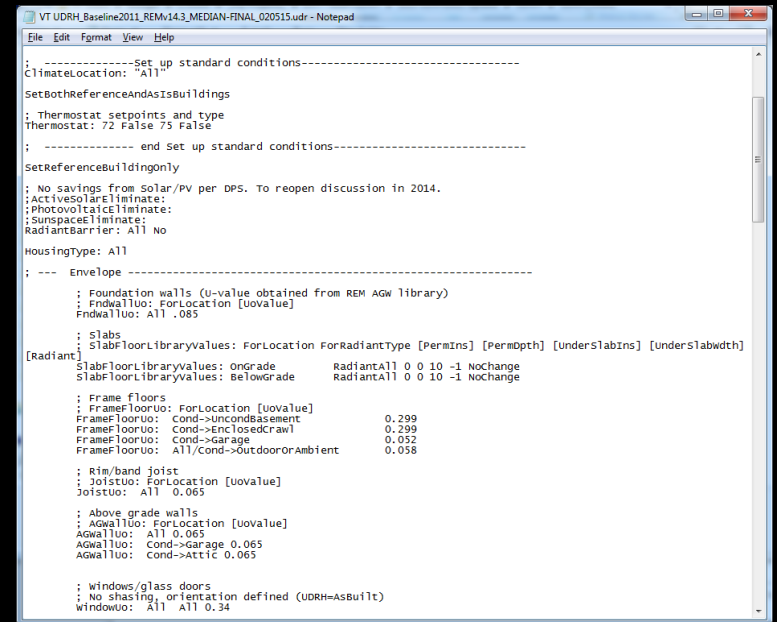 VT UDRH_Baseline2011_REMv14.3_MEDIAN-FINAL_020515.udr - Notepad
File Edit Format View Help
; --------------Set up standard conditions----------------------------------
ClimateLocation: "All"
SetBothReferenceAndAsIsBuildings
; Thermostat setpoints and type
Thermostat: 72 False 75 False
; -------------- end Set up standard conditions------------------------------
SetReferenceBuildingOnly
; No savings from Solar/PV per DPS. To reopen discussion in 2014.
;ActiveSolarEliminate:
;PhotovoltaicEliminate:
;SunspaceEliminate:
RadiantBarrier: All No
HousingType: All
; --- Envelope ---------------------------------------------------------------
; Foundation walls (U-value obtained from REM AGW library)
; FndWallUo: ForLocation [UoValue]
FndWallUo: All .085
; Slabs
; SlabFloorLibraryValues: ForLocation ForRadiantType [PermIns] [PermDpth] [UnderSlabIns] [UnderSlabWdth]
[Radiant]
SlabFloorLibraryValues: OnGrade RadiantAll 0 0 10 -1 NoChange
SlabFloorLibraryValues: BelowGrade RadiantAll 0 0 10 -1 NoChange
; Frame floors
; FrameFloorUo: ForLocation [UoValue]
FrameFloorUo: Cond->UncondBasement 0.299
FrameFloorUo: Cond->EnclosedCrawl 0.299
FrameFloorUo: Cond->Garage 0.052
FrameFloorUo: All/Cond->OutdoorOrAmbient 0.058
; Rim/band joist
; JoistUo: ForLocation [UoValue]
JoistUo: All 0.065
; Above grade walls
; AGWallUo: ForLocation [UoValue]
AGWallUo: All 0.065
AGWallUo: Cond->Garage 0.065
AGWallUo: Cond->Attic 0.065
; Windows/glass doors
; No shasing, orientation defined (UDRH=AsBuilt)
WindowUo: All All 0.34